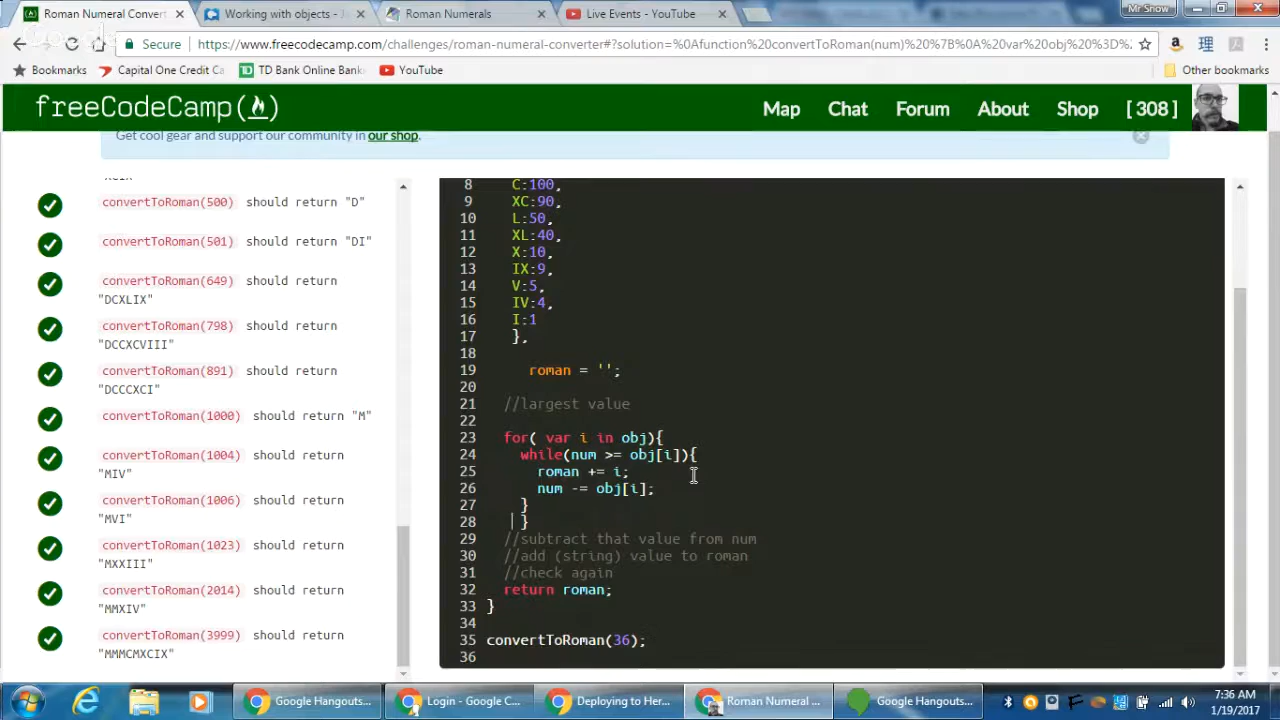 Roman Numeral Convert
Working with objects - J
Roman Numerals
Live Events - YouTube
Mr Snow
Secure
https://www.freecodecamp.com/challenges/roman-numeral-converter#?solution=%0Afunction%20convertToRoman(num)%20%7B%0A%20var%20obj%20%3D%
Bookmarks
Capital One Credit Ca
TD Bank Online Bank
YouTube
Other bookmarks
freeCodeCamp
Map
Chat
Forum
About
Shop
[ 308 ]
Get cool gear and support our community in our shop.
convertToRoman(500) should return "D"
convertToRoman(501) should return "DI"
convertToRoman(649) should return
"DCXLIX"
convertToRoman(798) should return
"DCCXCVIII"
convertToRoman(891) should return
"DCCCXCI"
convertToRoman(1000) should return "M"
convertToRoman(1004) should return
"MIV"
convertToRoman(1006) should return
"MVI"
convertToRoman(1023) should return
"MXXIII"
convertToRoman(2014) should return
"MMXIV"
convertToRoman(3999) should return
"MMMCMXCIX"
8 C:100,
9 XC:90,
10 L:50,
11 XL:40,
12 X:10,
13 IX:9,
14 V:5,
15 IV:4,
16 I:1
17 },
18
19 roman = '';
20
21 //largest value
22
23 for( var i in obj){
24 while(num >= obj[i]){
25 roman += i;
26 num -= obj[i];
27 }
28 }
29 //subtract that value from num
30 //add (string) value to roman
31 //check again
32 return roman;
33 }
34
35 convertToRoman(36);
36
Google Hangouts...
Login - Google C...
Deploying to Her...
Roman Numeral ...
Google Hangouts...
7:36 AM
1/19/2017